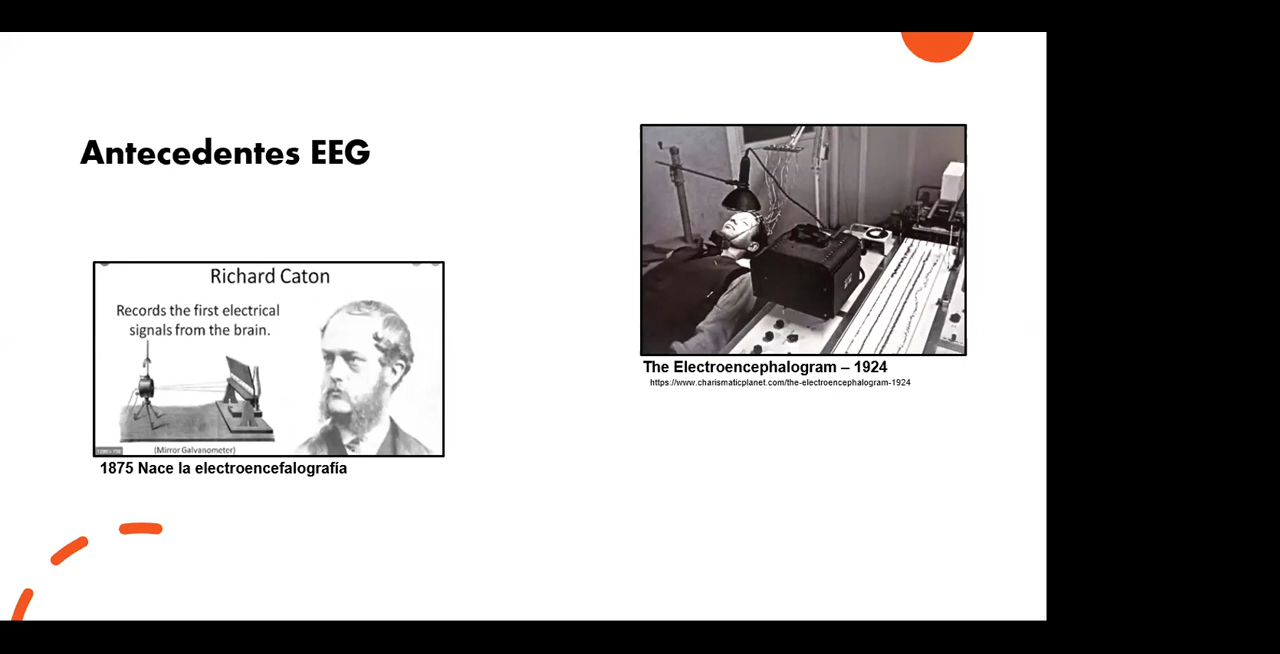 Antecedentes EEG
Richard Caton
Records the first electrical
signals from the brain.
(Mirror Galvanometer)
1875 Nace la electroencefalografía
The Electroencephalogram – 1924
https://www.charismaticplanet.com/the-electroencephalogram-1924